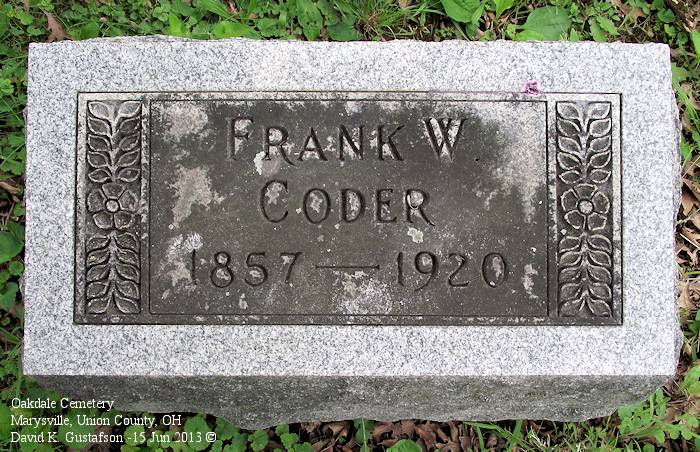 FRANK W.
CODER
1857 — 1920
Oakdale Cemetery
Marysville, Union County, OH
David K. Gustafson -15 Jun 2013 ©